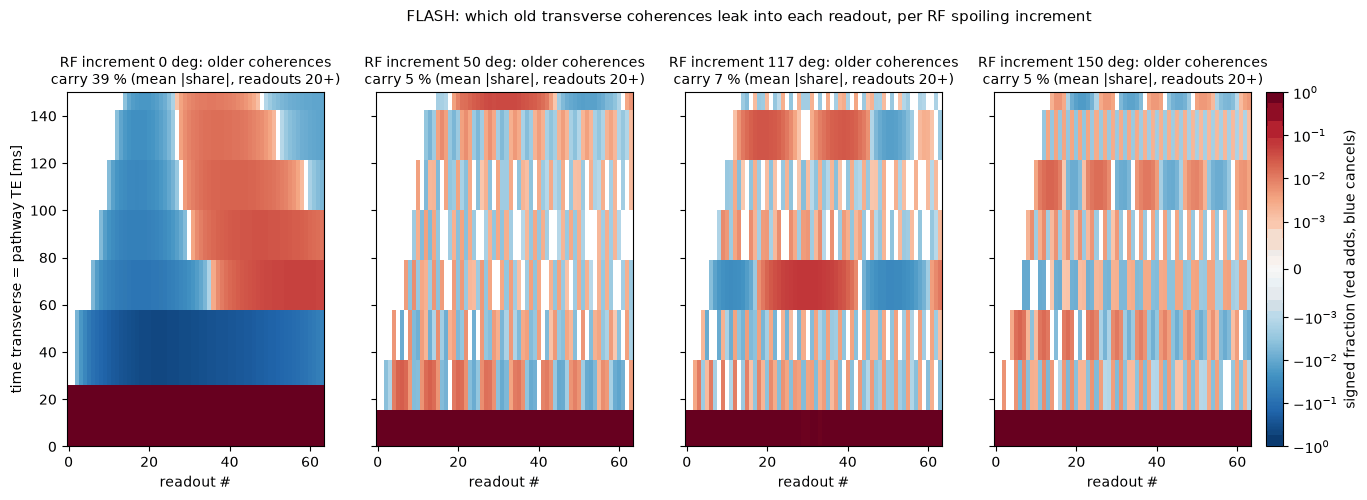 FLASH: which old transverse coherences leak into each readout, per RF spoiling increment
RF increment 0 deg: older coherences
carry 39 % (mean |share|, readouts 20+)
RF increment 50 deg: older coherences
carry 5 % (mean |share|, readouts 20+)
RF increment 117 deg: older coherences
carry 7 % (mean |share|, readouts 20+)
RF increment 150 deg: older coherences
carry 5 % (mean |share|, readouts 20+)
time transverse = pathway TE [ms]
140
120
100
80
60
40
20
0
0 20 40 60
readout #
0 20 40 60
readout #
0 20 40 60
readout #
0 20 40 60
readout #
10⁰
10⁻¹
10⁻²
10⁻³
0
−10⁻³
−10⁻²
−10⁻¹
−10⁰
signed fraction (red adds, blue cancels)